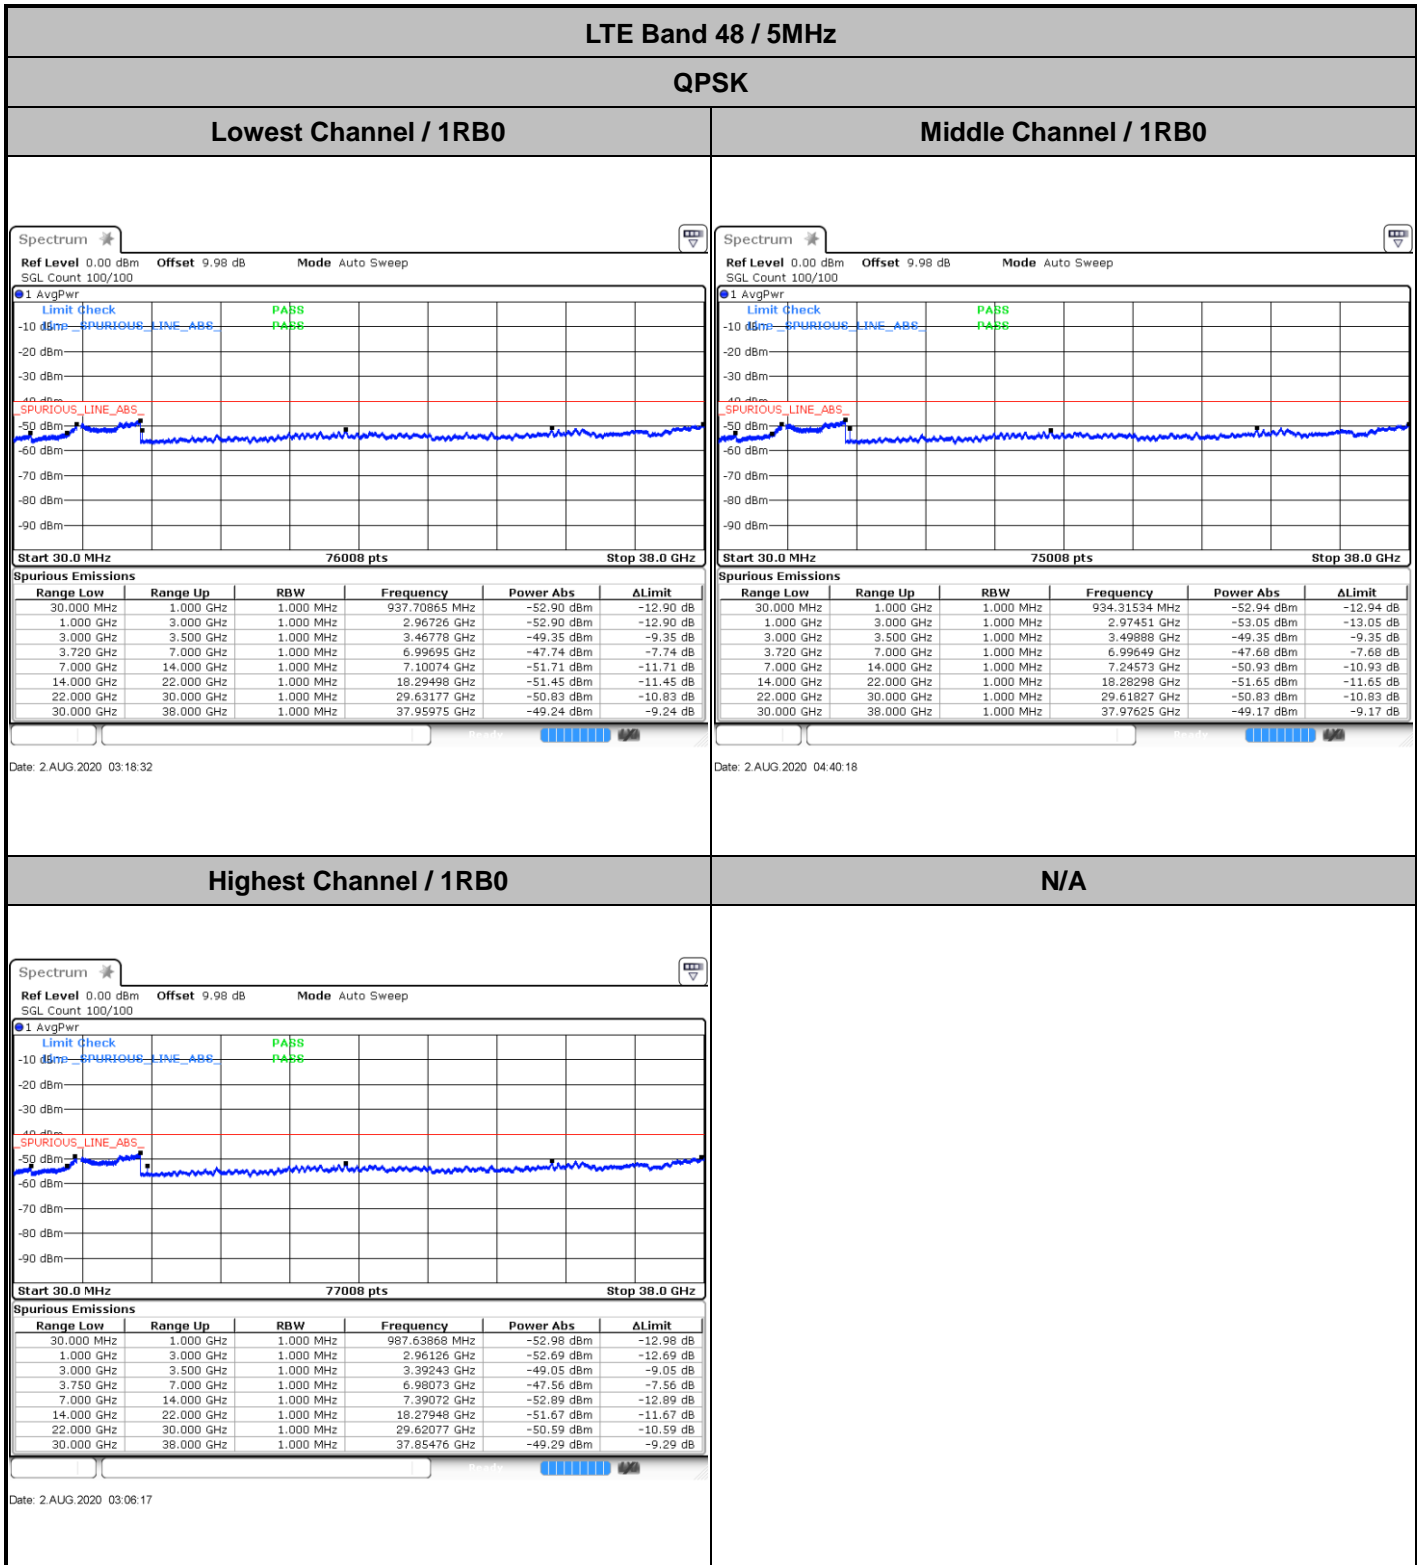 LTE Band 48 / 5MHz
QPSK
Lowest Channel / 1RB0
Middle Channel / 1RB0
Spectrum
Ref Level 0.00 dBm Offset 9.98 dB Mode Auto Sweep
SGL Count 100/100
1 AvgPwr
Limit Check PASS
-10 dBm Line _SPURIOUS_LINE_ABS_ PASS
-20 dBm
-30 dBm
-40 dBm
_SPURIOUS_LINE_ABS_
-50 dBm
-60 dBm
-70 dBm
-80 dBm
-90 dBm
Start 30.0 MHz 76008 pts Stop 38.0 GHz
Spurious Emissions
Range Low Range Up RBW Frequency Power Abs ΔLimit
30.000 MHz 1.000 GHz 1.000 MHz 937.70865 MHz -52.90 dBm -12.90 dB
1.000 GHz 3.000 GHz 1.000 MHz 2.96726 GHz -52.90 dBm -12.90 dB
3.000 GHz 3.500 GHz 1.000 MHz 3.46778 GHz -49.35 dBm -9.35 dB
3.720 GHz 7.000 GHz 1.000 MHz 6.99695 GHz -47.74 dBm -7.74 dB
7.000 GHz 14.000 GHz 1.000 MHz 7.10074 GHz -51.71 dBm -11.71 dB
14.000 GHz 22.000 GHz 1.000 MHz 18.29498 GHz -51.45 dBm -11.45 dB
22.000 GHz 30.000 GHz 1.000 MHz 29.63177 GHz -50.83 dBm -10.83 dB
30.000 GHz 38.000 GHz 1.000 MHz 37.95975 GHz -49.24 dBm -9.24 dB
Ready
Date: 2.AUG.2020 03:18:32
Spectrum
Ref Level 0.00 dBm Offset 9.98 dB Mode Auto Sweep
SGL Count 100/100
1 AvgPwr
Limit Check PASS
-10 dBm Line _SPURIOUS_LINE_ABS_ PASS
-20 dBm
-30 dBm
-40 dBm
_SPURIOUS_LINE_ABS_
-50 dBm
-60 dBm
-70 dBm
-80 dBm
-90 dBm
Start 30.0 MHz 75008 pts Stop 38.0 GHz
Spurious Emissions
Range Low Range Up RBW Frequency Power Abs ΔLimit
30.000 MHz 1.000 GHz 1.000 MHz 934.31534 MHz -52.94 dBm -12.94 dB
1.000 GHz 3.000 GHz 1.000 MHz 2.97451 GHz -53.05 dBm -13.05 dB
3.000 GHz 3.500 GHz 1.000 MHz 3.49888 GHz -49.35 dBm -9.35 dB
3.720 GHz 7.000 GHz 1.000 MHz 6.99649 GHz -47.68 dBm -7.68 dB
7.000 GHz 14.000 GHz 1.000 MHz 7.24573 GHz -50.93 dBm -10.93 dB
14.000 GHz 22.000 GHz 1.000 MHz 18.28298 GHz -51.65 dBm -11.65 dB
22.000 GHz 30.000 GHz 1.000 MHz 29.61827 GHz -50.83 dBm -10.83 dB
30.000 GHz 38.000 GHz 1.000 MHz 37.97625 GHz -49.17 dBm -9.17 dB
Ready
Date: 2.AUG.2020 04:40:18
Highest Channel / 1RB0
N/A
Spectrum
Ref Level 0.00 dBm Offset 9.98 dB Mode Auto Sweep
SGL Count 100/100
1 AvgPwr
Limit Check PASS
-10 dBm Line _SPURIOUS_LINE_ABS_ PASS
-20 dBm
-30 dBm
-40 dBm
_SPURIOUS_LINE_ABS_
-50 dBm
-60 dBm
-70 dBm
-80 dBm
-90 dBm
Start 30.0 MHz 77008 pts Stop 38.0 GHz
Spurious Emissions
Range Low Range Up RBW Frequency Power Abs ΔLimit
30.000 MHz 1.000 GHz 1.000 MHz 987.63868 MHz -52.98 dBm -12.98 dB
1.000 GHz 3.000 GHz 1.000 MHz 2.96126 GHz -52.69 dBm -12.69 dB
3.000 GHz 3.500 GHz 1.000 MHz 3.39243 GHz -49.05 dBm -9.05 dB
3.750 GHz 7.000 GHz 1.000 MHz 6.98073 GHz -47.56 dBm -7.56 dB
7.000 GHz 14.000 GHz 1.000 MHz 7.39072 GHz -52.89 dBm -12.89 dB
14.000 GHz 22.000 GHz 1.000 MHz 18.27948 GHz -51.67 dBm -11.67 dB
22.000 GHz 30.000 GHz 1.000 MHz 29.62077 GHz -50.59 dBm -10.59 dB
30.000 GHz 38.000 GHz 1.000 MHz 37.85476 GHz -49.29 dBm -9.29 dB
Ready
Date: 2.AUG.2020 03:06:17